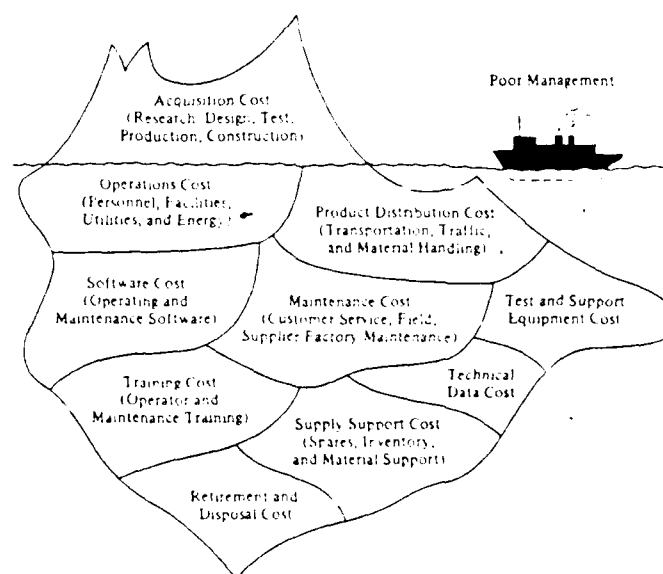 Poor Management
Acquisition Cost
(Research, Design, Test,
Production, Construction)
Operations Cost
(Personnel, Facilities,
Utilities, and Energy)
Product Distribution Cost
(Transportation, Traffic,
and Material Handling)
Software Cost
(Operating and
Maintenance Software)
Maintenance Cost
(Customer Service, Field,
Supplier Factory Maintenance)
Test and Support
Equipment Cost
Training Cost
(Operator and
Maintenance Training)
Technical
Data Cost
Supply Support Cost
(Spares, Inventory,
and Material Support)
Retirement and
Disposal Cost